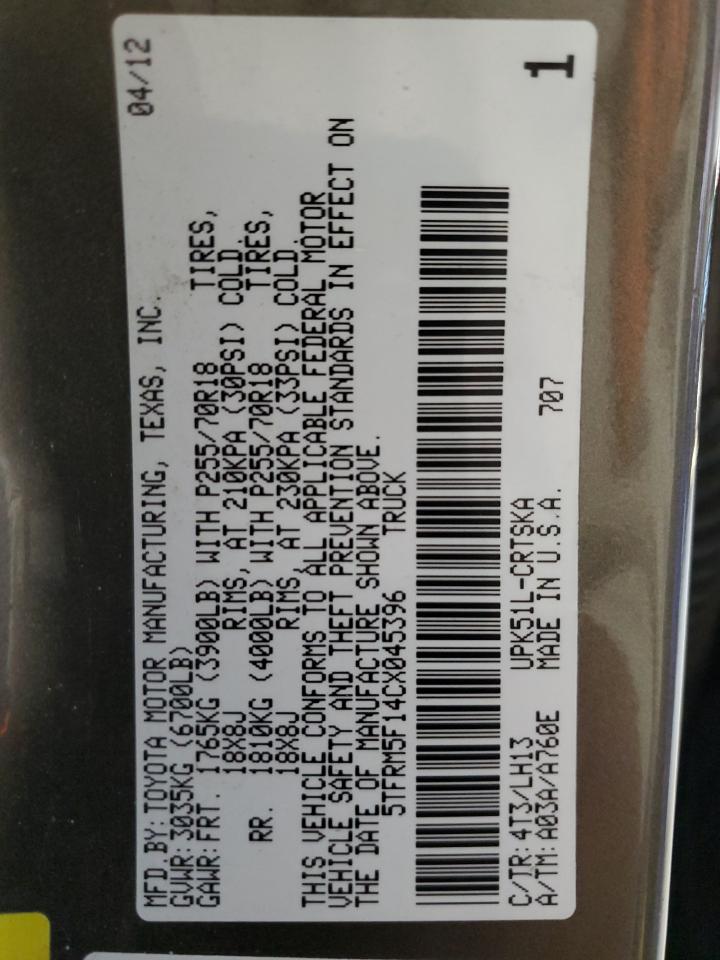 MFD.BY:TOYOTA MOTOR MANUFACTURING, TEXAS, INC. 04/12
GVWR:3035KG (6700LB)
GAWR:FRT. 1765KG (3900LB) WITH P255/70R18 TIRES,
18X8J RIMS, AT 210KPA (30PSI) COLD.
RR. 1810KG (4000LB) WITH P255/70R18 TIRES,
18X8J RIMS, AT 230KPA (33PSI) COLD.
THIS VEHICLE CONFORMS TO ALL APPLICABLE FEDERAL MOTOR
VEHICLE SAFETY AND THEFT PREVENTION STANDARDS IN EFFECT ON
THE DATE OF MANUFACTURE SHOWN ABOVE.
5TFRM5F14CX045396 TRUCK
C/TR:4T3/LH13 UPK51L-CRTSKA
A/TM:A03A/A760E MADE IN U.S.A. 707
1